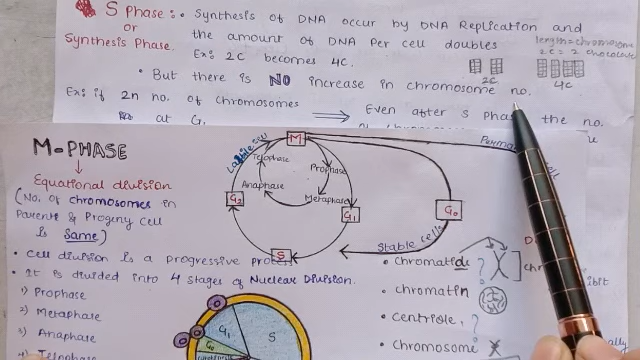 S Phase:• Synthesis of DNA occur by DNA Replication and
or the amount of DNA Per cell doubles
Synthesis Phase. Ex: 2C becomes 4C.
length = chromosome
2C = 2 chocolate
2C
4C
• But there is NO increase in chromosome no.
Ex: if 2n no. of chromosomes ⟹ Even after S Phase the no.
at G₁
M-PHASE
↓
Equational division
(No. of chromosomes in
Parent & Progeny cell
is Same)
• Cell division is a progressive process
• It is divided into 4 stages of Nuclear Division.
1) Prophase
2) Metaphase
3) Anaphase
4) Telophase
M
Telophase
Prophase
Anaphase
Metaphase
G₂
G₁
G₀
S
Stable cells
• chromatids ?
• chromatin
• centriole, ?
• chromosome
G₁
S
G₀